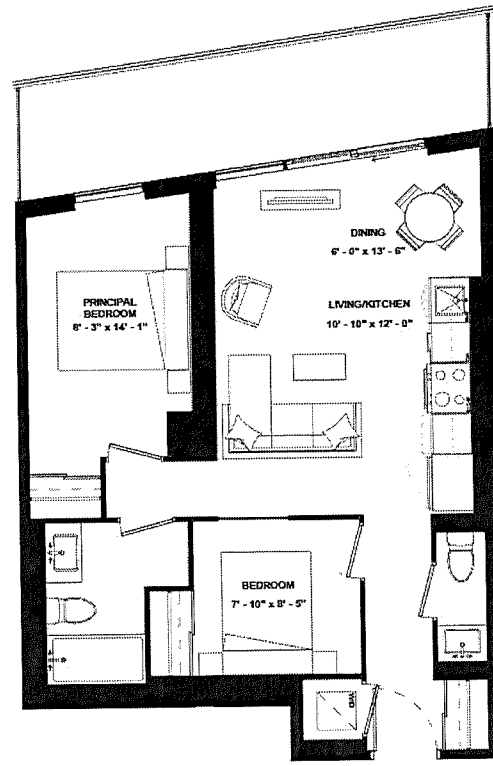 DINING
6' - 0" x 13' - 6"
PRINCIPAL
BEDROOM
8' - 3" x 14' - 1"
LIVING/KITCHEN
10' - 10" x 12' - 0"
BEDROOM
7' - 10" x 8' - 5"